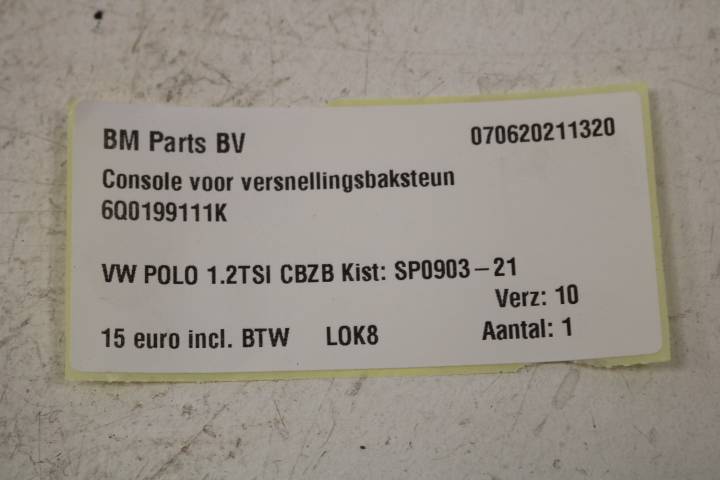 BM Parts BV 070620211320
Console voor versnellingsbaksteun
6Q0199111K
VW POLO 1.2TSI CBZB Kist: SP0903-21
Verz: 10
15 euro incl. BTW LOK8 Aantal: 1